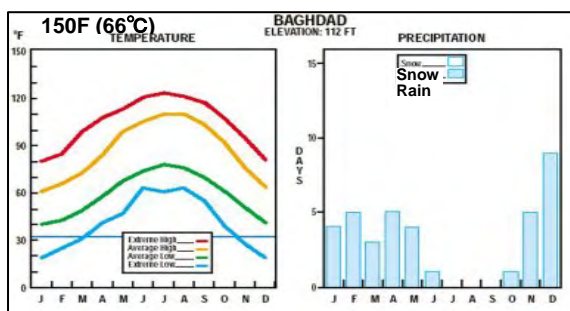 150F (66℃)
BAGHDAD
ELEVATION: 112 FT
°F
TEMPERATURE
150
120
90
60
30
0
Extreme High
Average High
Average Low
Extreme Low
J F M A M J J A S O N D
PRECIPITATION
Snow
Snow
Rain
15
10
5
0
DAYS
J F M A M J J A S O N D